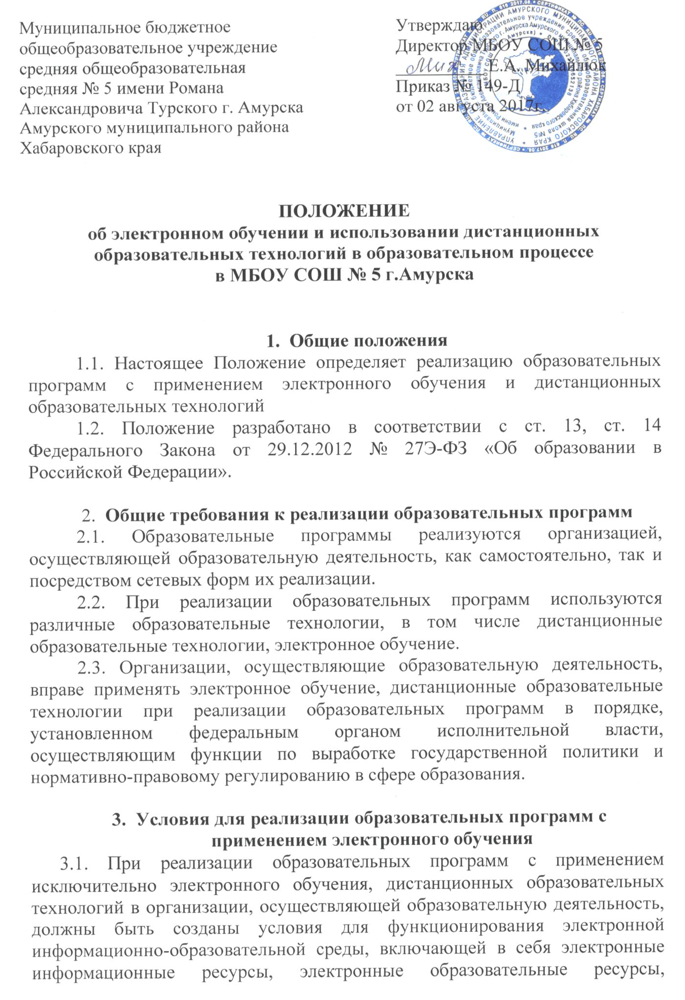 Муниципальное бюджетное
общеобразовательное учреждение
средняя общеобразовательная
средняя № 5 имени Романа
Александровича Турского г. Амурска
Амурского муниципального района
Хабаровского края
Утверждаю
Директор МБОУ СОШ № 5
Е.А. Михайлюк
Приказ № 149-Д
от 02 августа 2017г.
ПОЛОЖЕНИЕ
об электронном обучении и использовании дистанционных
образовательных технологий в образовательном процессе
в МБОУ СОШ № 5 г.Амурска
1. Общие положения
1.1. Настоящее Положение определяет реализацию образовательных
программ с применением электронного обучения и дистанционных
образовательных технологий
1.2. Положение разработано в соответствии с ст. 13, ст. 14
Федерального Закона от 29.12.2012 № 27Э-ФЗ «Об образовании в
Российской Федерации».
2. Общие требования к реализации образовательных программ
2.1. Образовательные программы реализуются организацией,
осуществляющей образовательную деятельность, как самостоятельно, так и
посредством сетевых форм их реализации.
2.2. При реализации образовательных программ используются
различные образовательные технологии, в том числе дистанционные
образовательные технологии, электронное обучение.
2.3. Организации, осуществляющие образовательную деятельность,
вправе применять электронное обучение, дистанционные образовательные
технологии при реализации образовательных программ в порядке,
установленном федеральным органом исполнительной власти,
осуществляющим функции по выработке государственной политики и
нормативно-правовому регулированию в сфере образования.
3. Условия для реализации образовательных программ с
применением электронного обучения
3.1. При реализации образовательных программ с применением
исключительно электронного обучения, дистанционных образовательных
технологий в организации, осуществляющей образовательную деятельность,
должны быть созданы условия для функционирования электронной
информационно-образовательной среды, включающей в себя электронные
информационные ресурсы, электронные образовательные ресурсы,